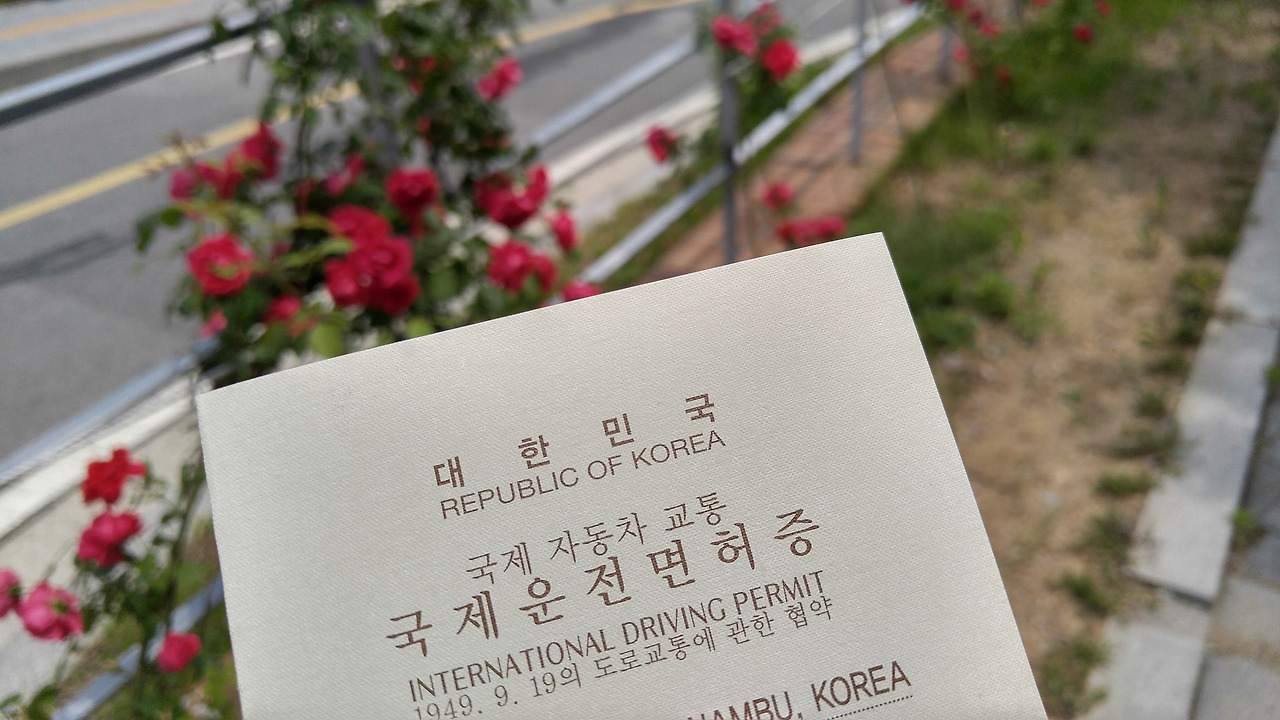 대 한 민 국
REPUBLIC OF KOREA
국제 자동차 교통
국 제 운 전 면 허 증
INTERNATIONAL DRIVING PERMIT
1949. 9. 19의 도로교통에 관한 협약
KOREA